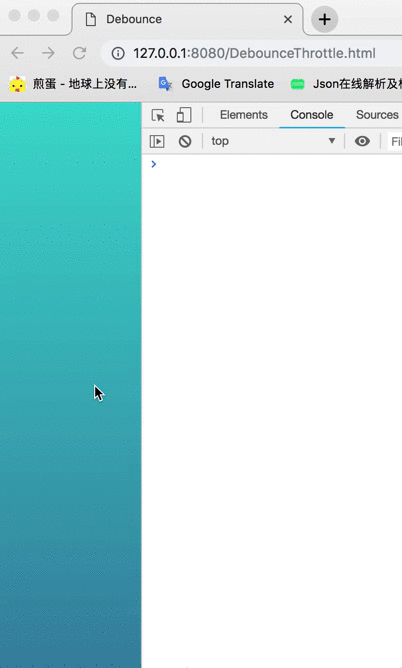 Debounce
127.0.0.1:8080/DebounceThrottle.html
煎蛋 - 地球上没有... Google Translate Json在线解析及
Elements Console Sources
top Fil